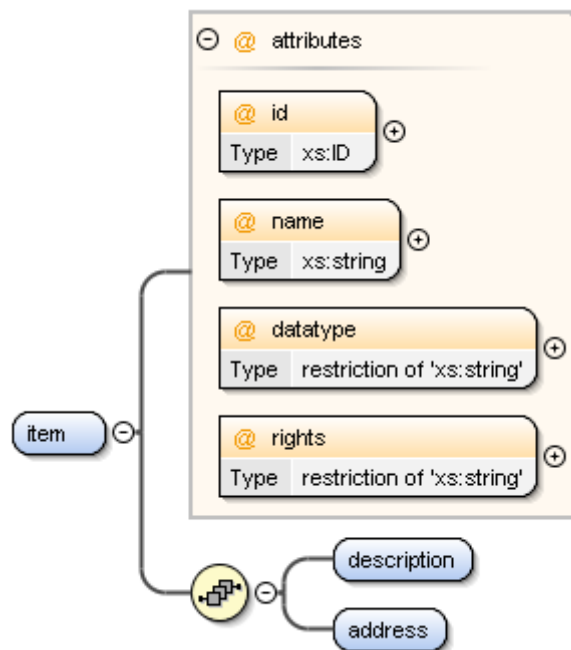 @ attributes
@ id
Type xs:ID
@ name
Type xs:string
@ datatype
Type restriction of 'xs:string'
item
@ rights
Type restriction of 'xs:string'
description
address